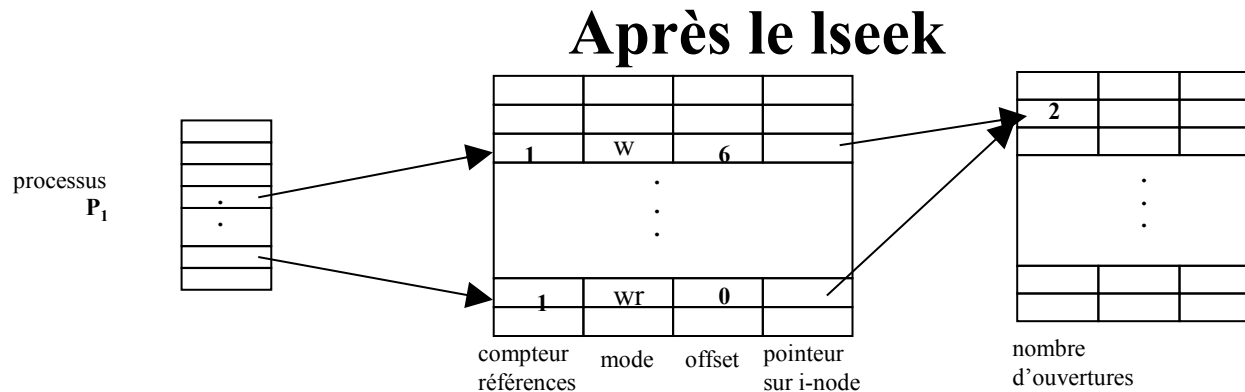 Après le lseek
2
1 w 6
processus
P1
1 wr 0
compteur
références
mode
offset
pointeur
sur i-node
nombre
d’ouvertures